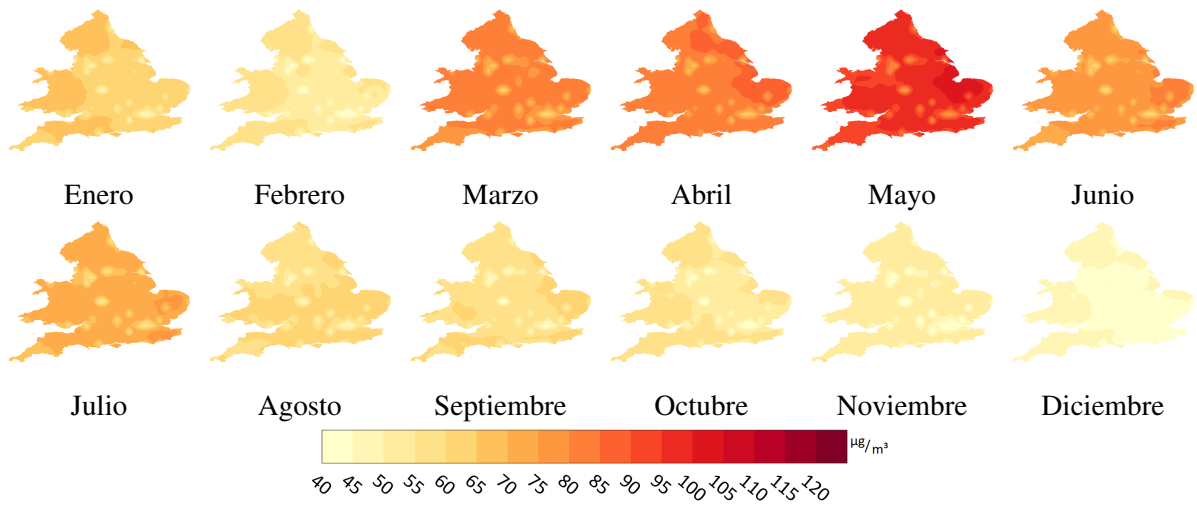 Enero Febrero Marzo Abril Mayo Junio
Julio Agosto Septiembre Octubre Noviembre Diciembre
µg/m³
40 45 50 55 60 65 70 75 80 85 90 95 100 105 110 115 120